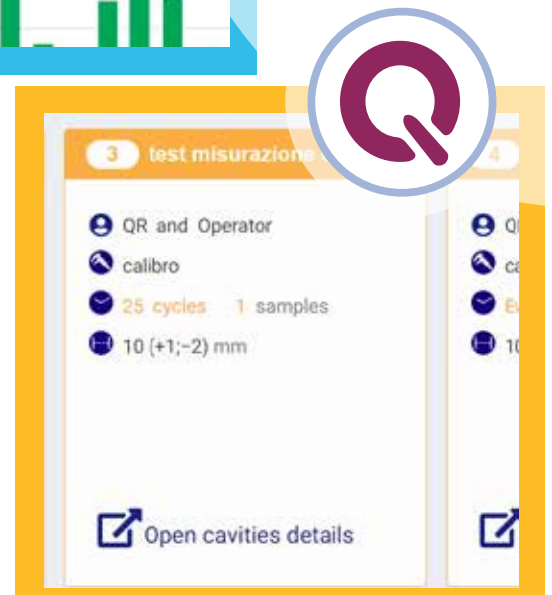 3 test misurazione
4
QR and Operator
calibro
25 cycles 1 samples
10 (+1;−2) mm
10
Open cavities details